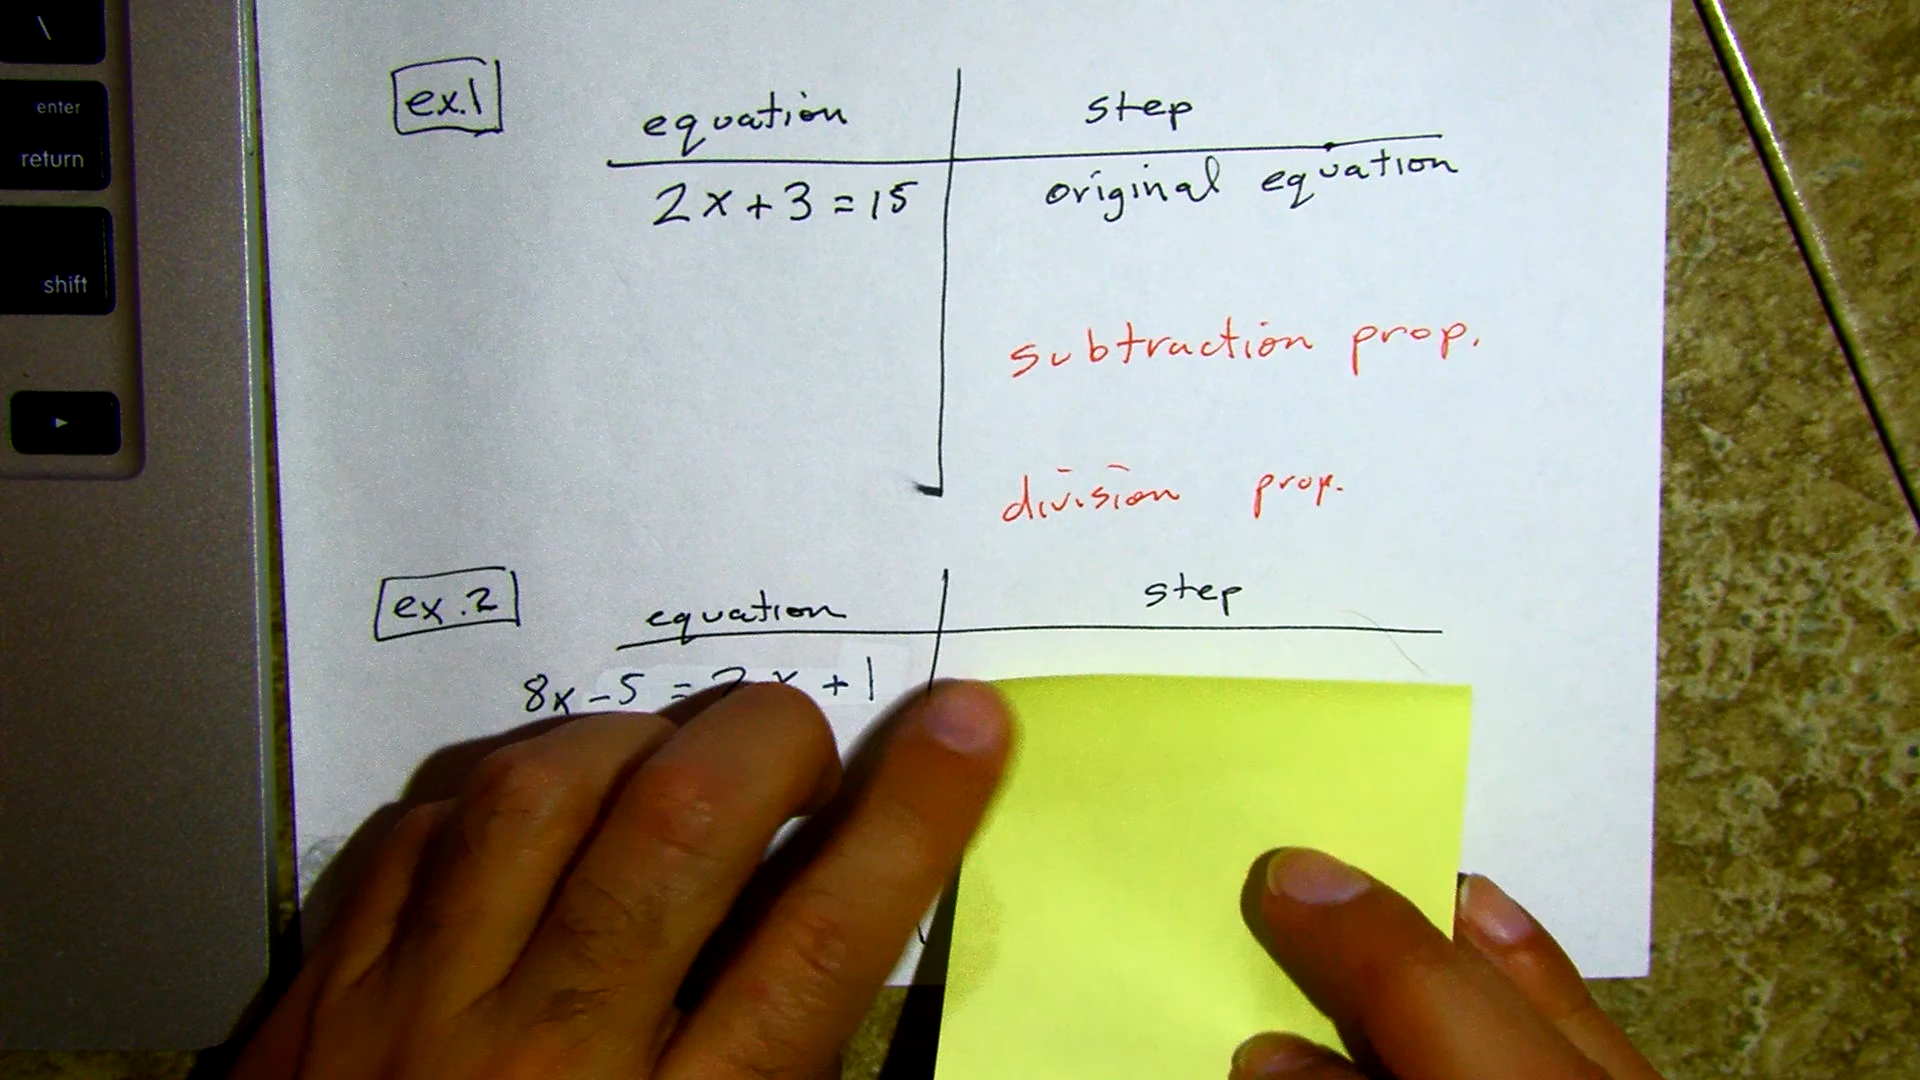 \
enter
return
shift
ex.1
equation step
2x+3=15 original equation
subtraction prop.
division prop.
ex.2
equation step
8x-5= x+1